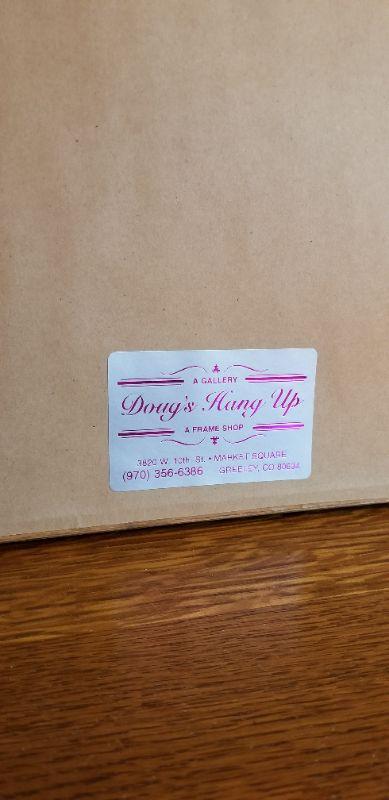 A GALLERY
Doug's Hang Up
A FRAME SHOP
3820 W. 10th St. • MARKET SQUARE
(970) 356-6386 GREELEY, CO 80634